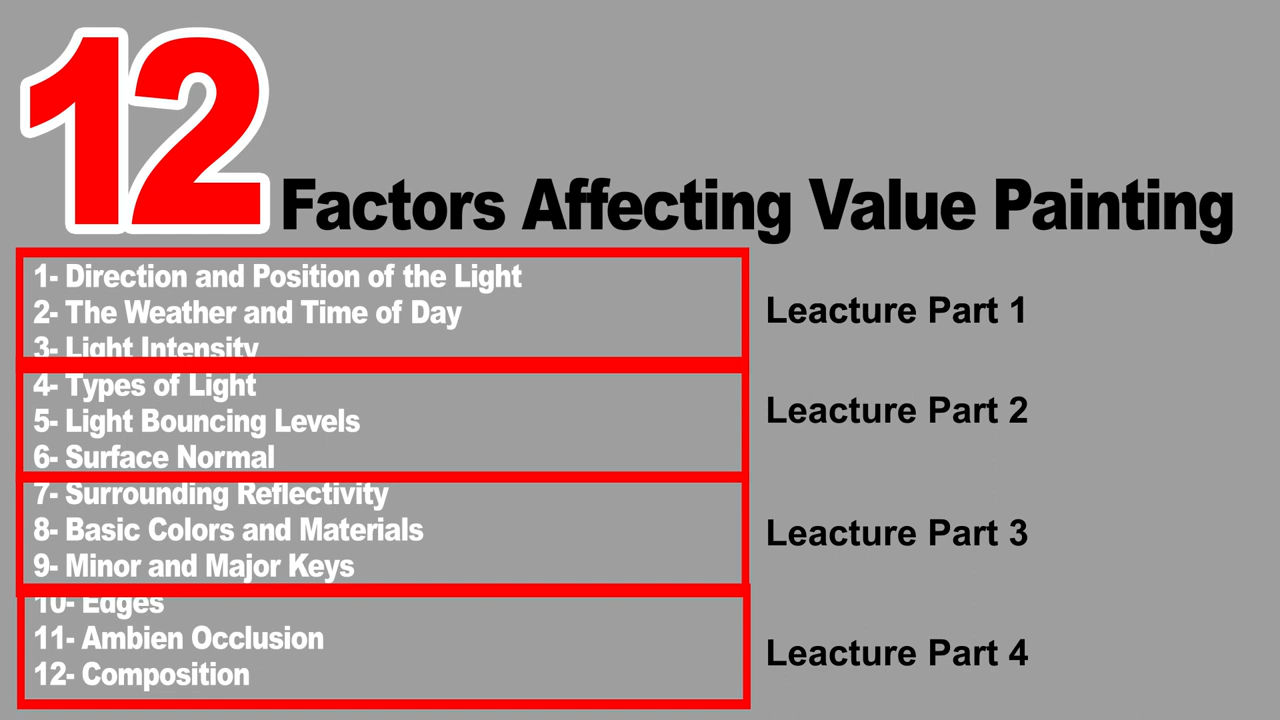 12
Factors Affecting Value Painting
1- Direction and Position of the Light
2- The Weather and Time of Day
3- Light Intensity
Leacture Part 1
4- Types of Light
5- Light Bouncing Levels
6- Surface Normal
Leacture Part 2
7- Surrounding Reflectivity
8- Basic Colors and Materials
9- Minor and Major Keys
Leacture Part 3
10- Edges
11- Ambien Occlusion
12- Composition
Leacture Part 4